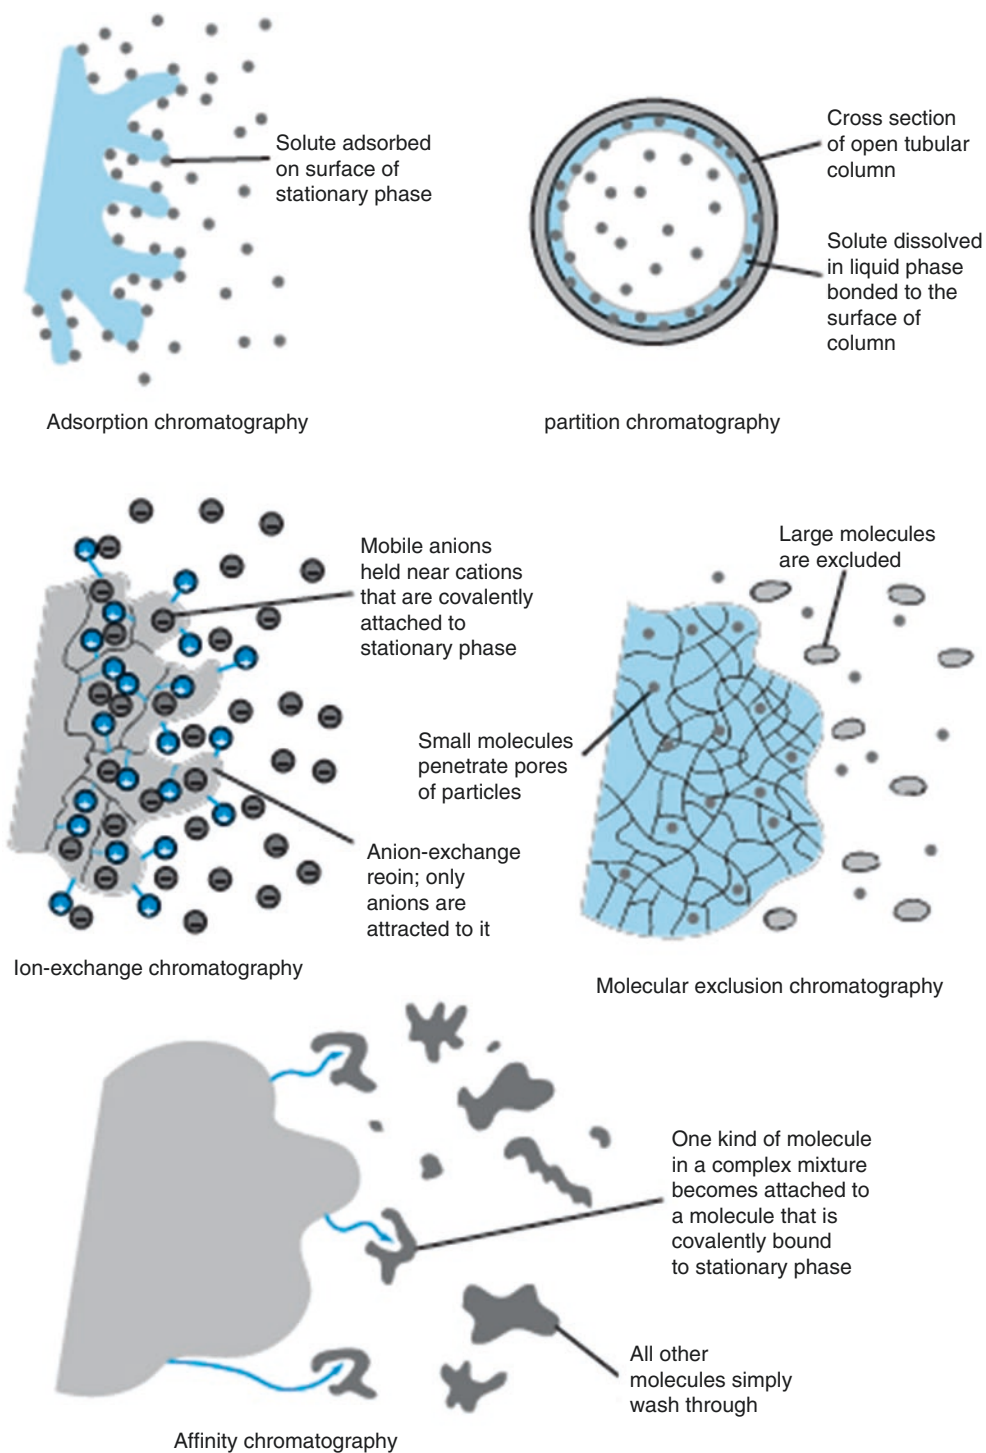 Solute adsorbed
on surface of
stationary phase
Adsorption chromatography
Cross section
of open tubular
column
Solute dissolved
in liquid phase
bonded to the
surface of
column
partition chromatography
Mobile anions
held near cations
that are covalently
attached to
stationary phase
Anion-exchange
reoin; only
anions are
attracted to it
Ion-exchange chromatography
Large molecules
are excluded
Small molecules
penetrate pores
of particles
Molecular exclusion chromatography
One kind of molecule
in a complex mixture
becomes attached to
a molecule that is
covalently bound
to stationary phase
All other
molecules simply
wash through
Affinity chromatography